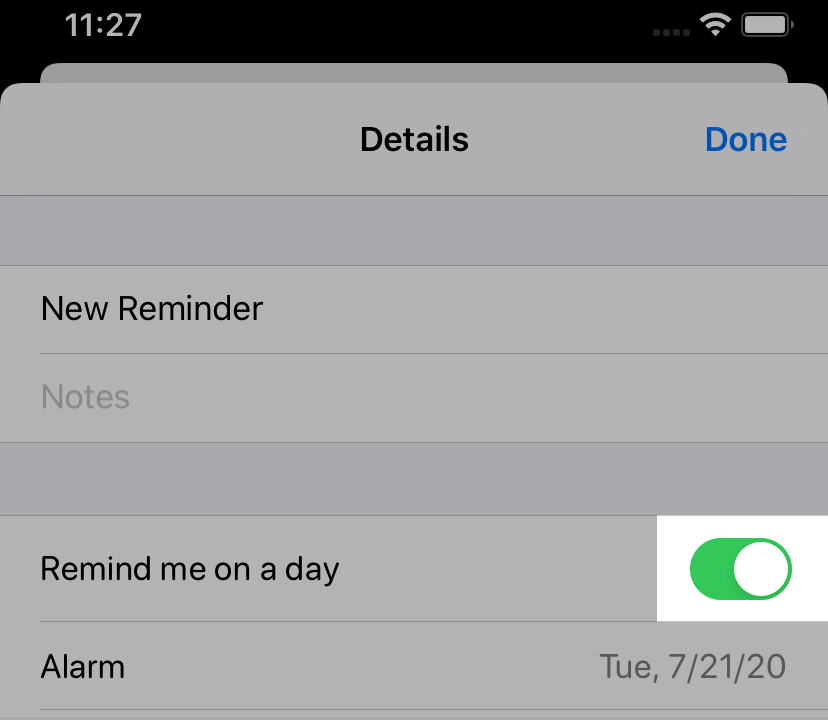 11:27
Details
Done
New Reminder
Notes
Remind me on a day
Alarm
Tue, 7/21/20